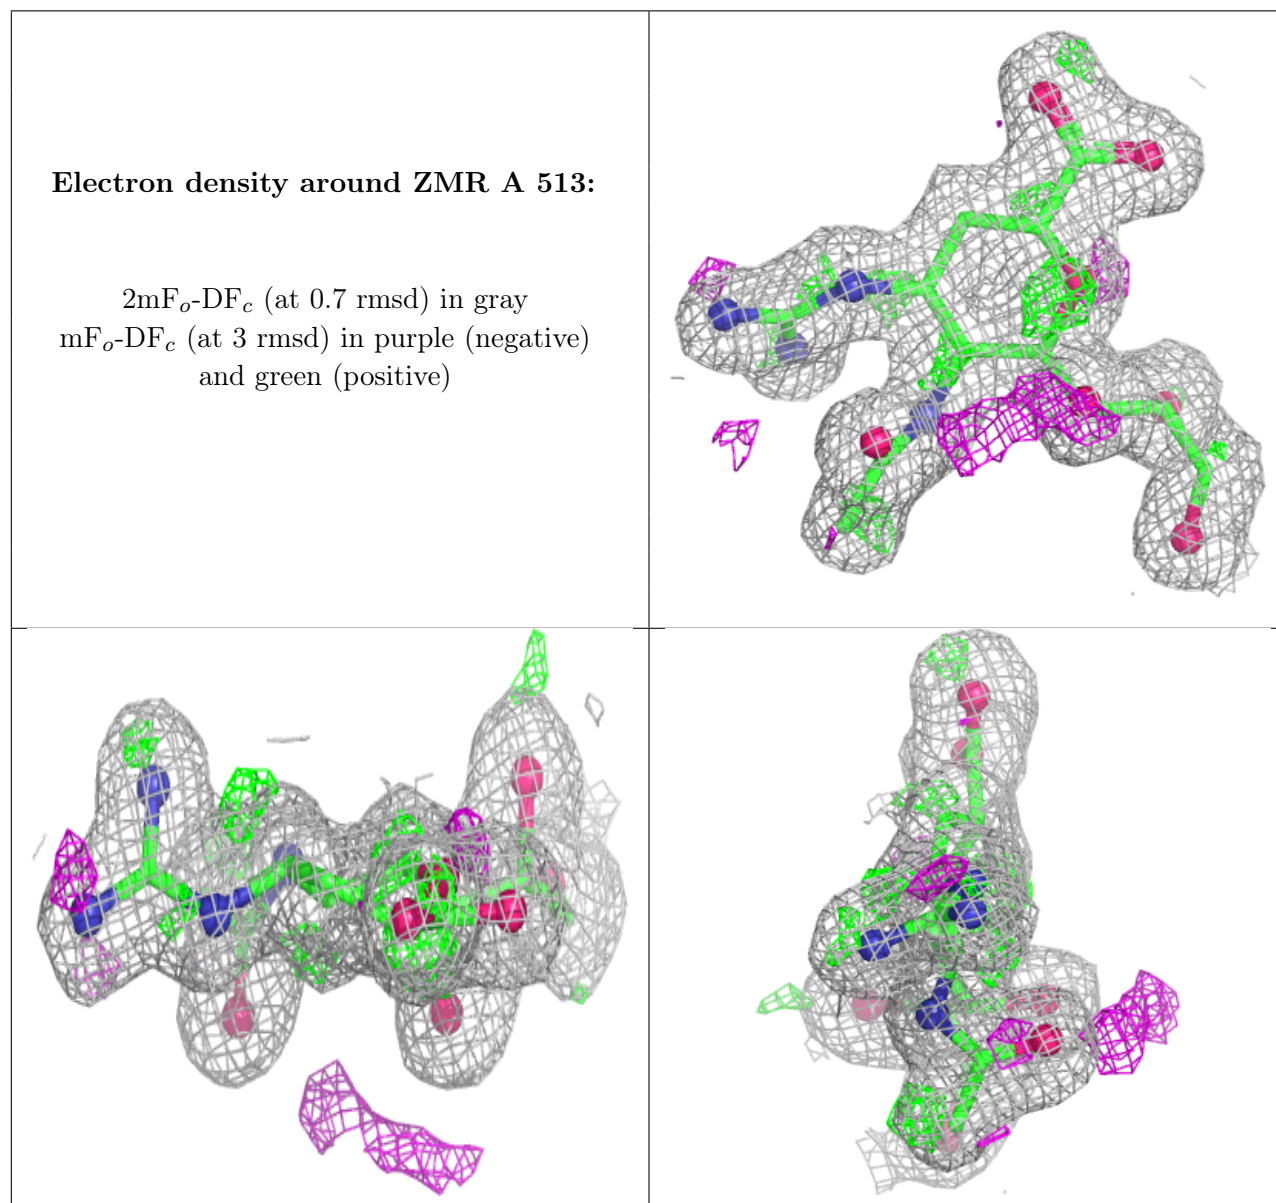 Electron density around ZMR A 513:
2mFo-DFc (at 0.7 rmsd) in gray
mFo-DFc (at 3 rmsd) in purple (negative)
and green (positive)